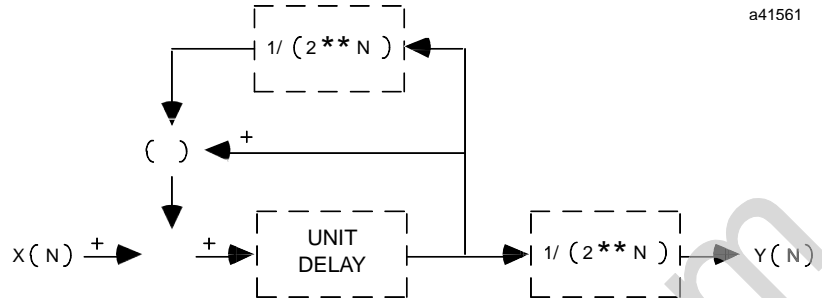 a41561
1/ ( 2 ** N )
( )
+
X ( N )
+
+
UNIT
DELAY
1/ ( 2 ** N )
Y ( N )